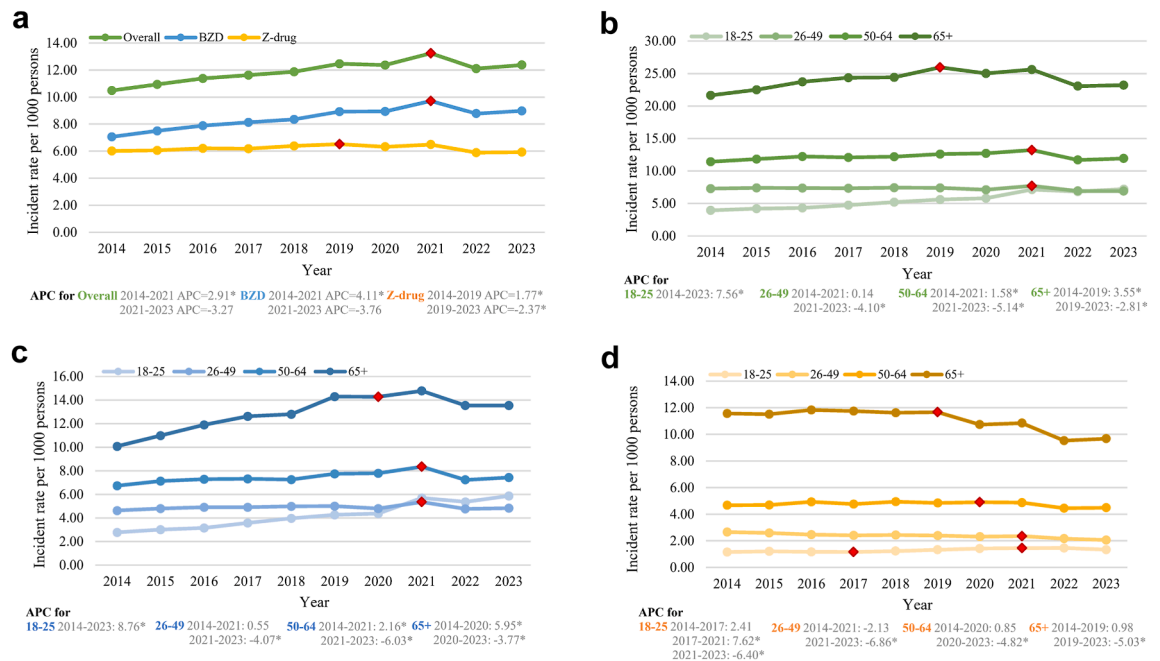 a
Overall BZD Z-drug
14.00
12.00
10.00
8.00
6.00
4.00
2.00
0.00
Incident rate per 1000 persons
2014 2015 2016 2017 2018 2019 2020 2021 2022 2023
Year
APC for Overall 2014-2021 APC=2.91* BZD 2014-2021 APC=4.11* Z-drug 2014-2019 APC=1.77*
2021-2023 APC=-3.27 2021-2023 APC=-3.76 2019-2023 APC=-2.37*
b
18-25 26-49 50-64 65+
30.00
25.00
20.00
15.00
10.00
5.00
0.00
Incident rate per 1000 persons
2014 2015 2016 2017 2018 2019 2020 2021 2022 2023
Year
APC for
18-25 2014-2023: 7.56* 26-49 2014-2021: 0.14 50-64 2014-2021: 1.58* 65+ 2014-2019: 3.55*
2021-2023: -4.10* 2021-2023: -5.14* 2019-2023: -2.81*
c
18-25 26-49 50-64 65+
16.00
14.00
12.00
10.00
8.00
6.00
4.00
2.00
0.00
Incident rate per 1000 persons
2014 2015 2016 2017 2018 2019 2020 2021 2022 2023
Year
APC for
18-25 2014-2023: 8.76* 26-49 2014-2021: 0.55 50-64 2014-2021: 2.16* 65+ 2014-2020: 5.95*
2021-2023: -4.07* 2021-2023: -6.03* 2020-2023: -3.77*
d
18-25 26-49 50-64 65+
14.00
12.00
10.00
8.00
6.00
4.00
2.00
0.00
Incident rate per 1000 persons
2014 2015 2016 2017 2018 2019 2020 2021 2022 2023
Year
APC for
18-25 2014-2017: 2.41 26-49 2014-2021: -2.13 50-64 2014-2020: 0.85 65+ 2014-2019: 0.98
2017-2021: 7.62* 2021-2023: -6.86* 2020-2023: -4.82* 2019-2023: -5.03*
2021-2023: -6.40*